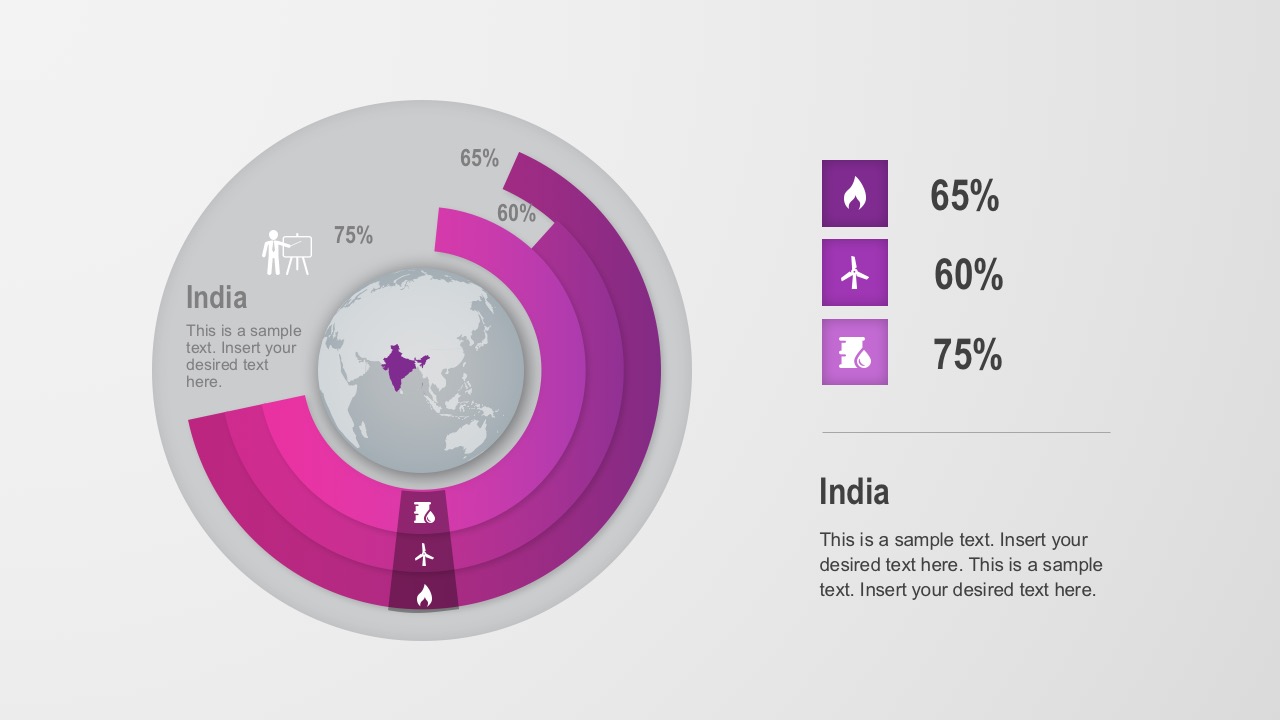 65%
60%
75%
India
This is a sample
text. Insert your
desired text
here.
65%
60%
75%
India
This is a sample text. Insert your
desired text here. This is a sample
text. Insert your desired text here.